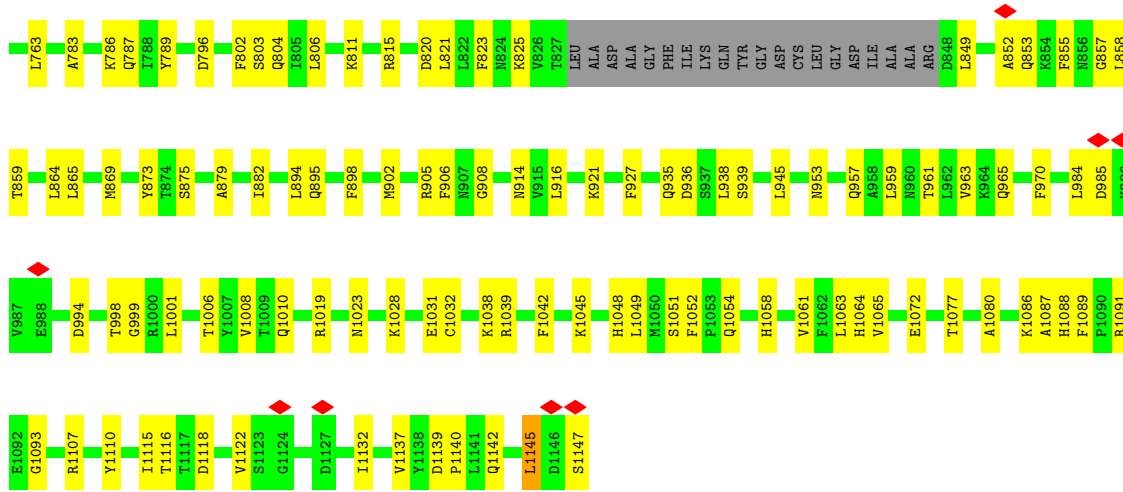 L763 A783 K786 Q787 I788 Y789 D796 F802 S803 Q804 I805 L806 K811 R815 D820 L821 L822 F823 N824 K825 V826 T827 LEU ALA ASP ALA GLY PHE ILE LYS GLN TYR GLY ASP CYS LEU GLY ASP ILE ALA ALA ARG D848 L849 A852 Q853 K854 F855 N856 G857 L858
T859 L864 L865 M869 Y873 T874 S875 A879 I882 L894 Q895 F898 M902 R905 F906 N907 G908 N914 V915 L916 K921 F927 Q935 D936 S937 L938 S939 L945 N953 Q957 A958 L959 N960 T961 L962 V963 K964 Q965 F970 L984 D985
V987 E988 D994 T998 G999 R1000 L1001 T1006 Y1007 V1008 T1009 Q1010 R1019 N1023 K1028 E1031 C1032 K1038 R1039 F1042 K1045 H1048 L1049 M1050 S1051 F1052 P1053 Q1054 H1058 V1061 F1062 L1063 H1064 V1065 E1072 T1077 A1080 K1086 A1087 H1088 F1089 P1090 R1091
E1092 G1093 R1107 Y1110 I1115 T1116 T1117 D1118 V1122 S1123 G1124 D1127 I1132 V1137 Y1138 D1139 P1140 L1141 Q1142 L1145 D1146 S1147